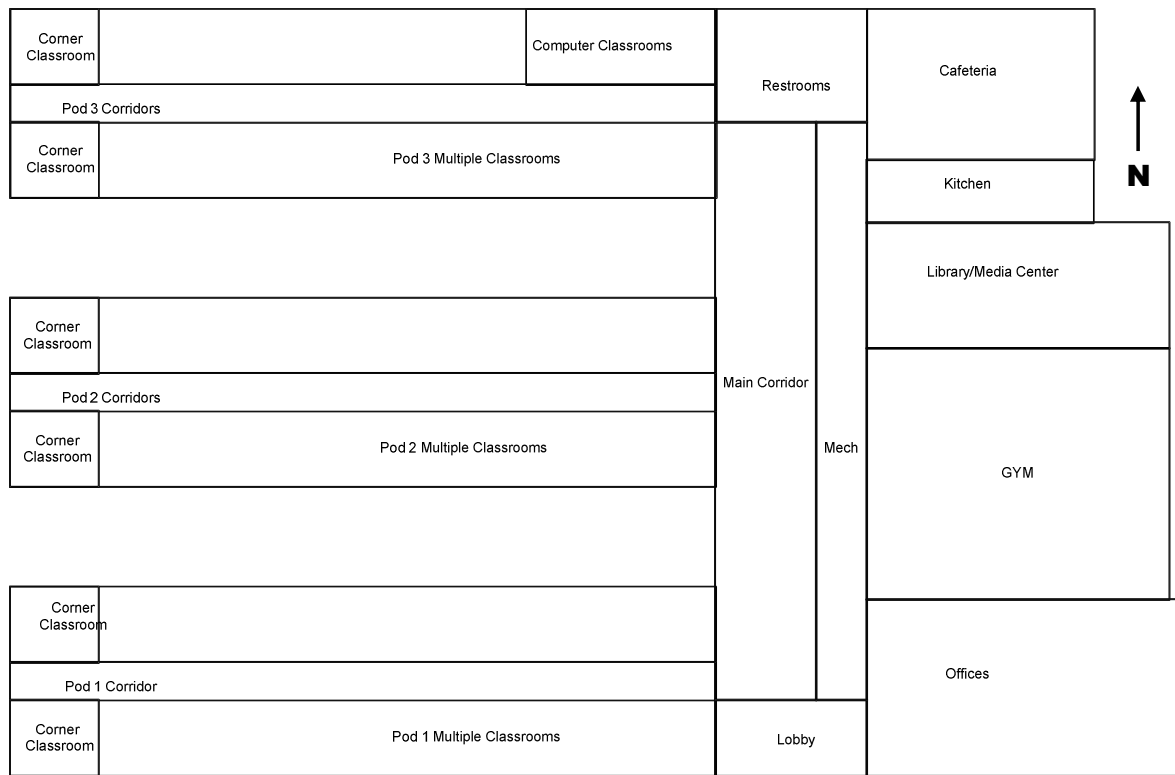 Corner
Classroom
Computer Classrooms
Restrooms
Cafeteria
Pod 3 Corridors
Corner
Classroom
Pod 3 Multiple Classrooms
N
Kitchen
Library/Media Center
Corner
Classroom
Main Corridor
Pod 2 Corridors
Corner
Classroom
Pod 2 Multiple Classrooms
Mech
GYM
Corner
Classroom
Pod 1 Corridor
Offices
Corner
Classroom
Pod 1 Multiple Classrooms
Lobby